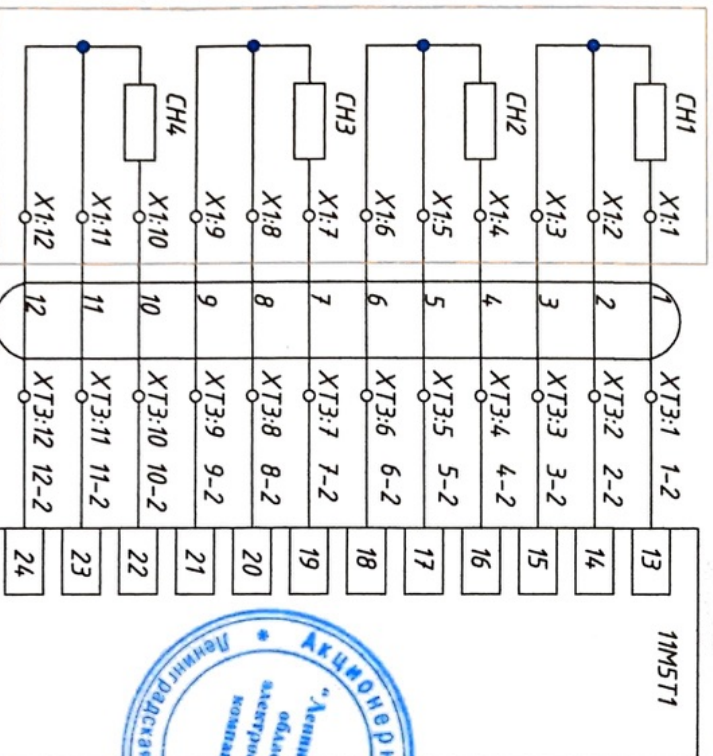 CH1
CH2
CH3
CH4
X1:1 1 XT3:1 1-2 13
X1:2 2 XT3:2 2-2 14
X1:3 3 XT3:3 3-2 15
X1:4 4 XT3:4 4-2 16
X1:5 5 XT3:5 5-2 17
X1:6 6 XT3:6 6-2 18
X1:7 7 XT3:7 7-2 19
X1:8 8 XT3:8 8-2 20
X1:9 9 XT3:9 9-2 21
X1:10 10 XT3:10 10-2 22
X1:11 11 XT3:11 11-2 23
X1:12 12 XT3:12 12-2 24
11M5T1
* Акционерн
Ленинградская